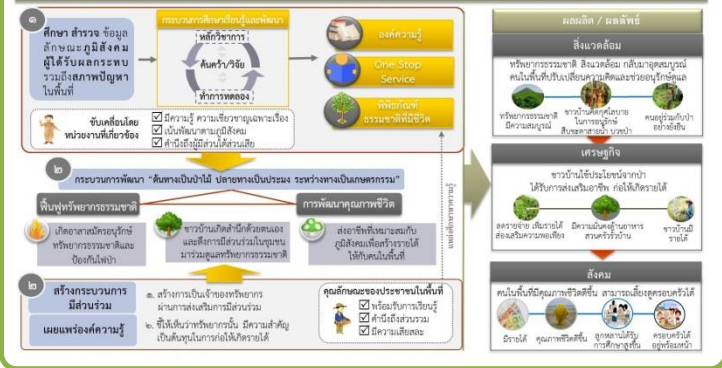 ๑
ศึกษา สำรวจ ข้อมูล
ลักษณะภูมิสังคม
ผู้ได้รับผลกระทบ
รวมถึงสภาพปัญหา
ในพื้นที่
กระบวนการศึกษาเรียนรู้และพัฒนา
หลักวิชาการ
ค้นคว้า/วิจัย
ทำการทดลอง
องค์ความรู้
One Stop
Service
พิพิธภัณฑ์
ธรรมชาติที่มีชีวิต
ขับเคลื่อนโดย
หน่วยงานที่เกี่ยวข้อง
มีความรู้ ความเชี่ยวชาญเฉพาะเรื่อง
เน้นพัฒนาตามภูมิสังคม
คำนึงถึงผู้มีส่วนได้ส่วนเสีย
๒
กระบวนการพัฒนา “ต้นทางเป็นป่าไม้ ปลายทางเป็นประมง ระหว่างทางเป็นเกษตรกรรม”
ฟื้นฟูทรัพยากรธรรมชาติ
การพัฒนาคุณภาพชีวิต
เกิดอาสาสมัครอนุรักษ์
ทรัพยากรธรรมชาติและ
ป้องกันไฟป่า
ชาวบ้านเกิดสำนึกด้วยตนเอง
และดึงการมีส่วนร่วมในชุมชน
มาร่วมดูแลทรัพยากรธรรมชาติ
ส่งอาชีพที่เหมาะสมกับ
ภูมิสังคมเพื่อสร้างรายได้
ให้กับคนในพื้นที่
๒
สร้างกระบวนการ
มีส่วนร่วม
เผยแพร่องค์ความรู้
๑. สร้างการเป็นเจ้าของทรัพยากร
ผ่านการส่งเสริมการมีส่วนร่วม
๒. ชี้ให้เห็นว่าทรัพยากรนั้น มีความสำคัญ
เป็นต้นทุนในการก่อให้เกิดรายได้
คุณลักษณะของประชาชนในพื้นที่
พร้อมรับการเรียนรู้
คำนึงถึงส่วนรวม
มีความเสียสละ
ผลผลิต / ผลลัพธ์
สิ่งแวดล้อม
ทรัพยากรธรรมชาติ สิ่งแวดล้อม กลับมาอุดมสมบูรณ์
คนในพื้นที่ปรับเปลี่ยนความคิดและช่วยอนุรักษ์ดูแล
ทรัพยากรธรรมชาติ
มีความสมบูรณ์
ชาวบ้านคิดกุศโลบาย
ในการอนุรักษ์
สืบชะตาสายน้ำ บวชป่า
คนอยู่ร่วมกับป่า
อย่างยั่งยืน
เศรษฐกิจ
ชาวบ้านใช้ประโยชน์จากป่า
ได้รับการส่งเสริมอาชีพ ก่อให้เกิดรายได้
ลดรายจ่าย เพิ่มรายได้
ส่งเสริมความพอเพียง
มีความมั่นคงด้านอาหาร
สวนครัวรั้วบ้าน
ชาวบ้านมี
รายได้
สังคม
คนในพื้นที่มีคุณภาพชีวิตดีขึ้น สามารถเลี้ยงดูครอบครัวได้
มีรายได้
คุณภาพชีวิตดีขึ้น
ลูกหลานได้รับ
การศึกษาสูงขึ้น
ครอบครัวได้
อยู่พร้อมหน้า